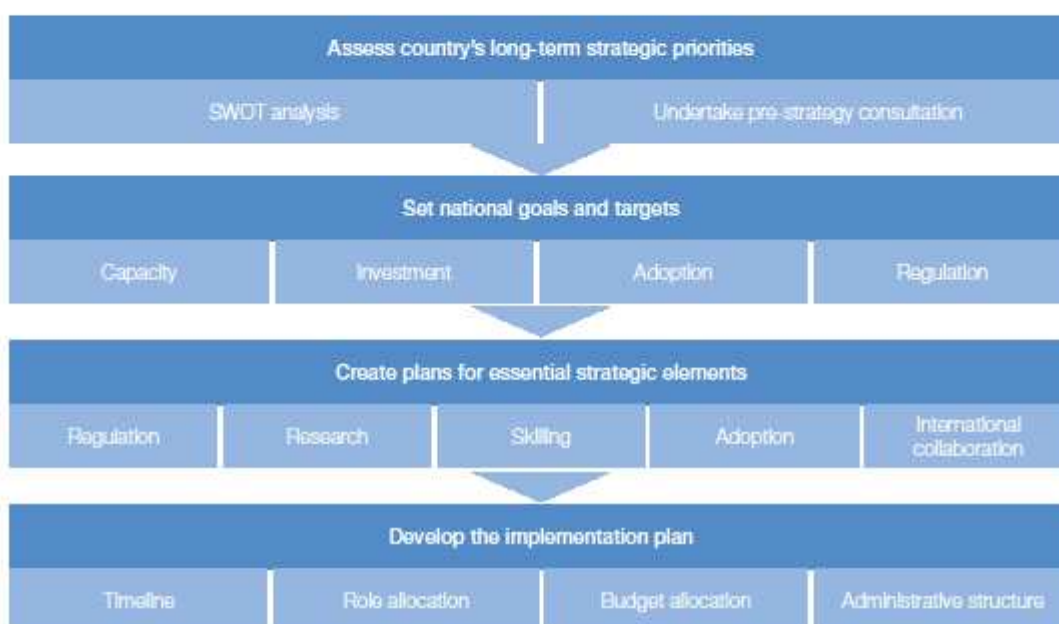 Assess country's long-term strategic priorities
SWOT analysis
Undertake pre-strategy consultation
Set national goals and targets
Capacity
Investment
Adoption
Regulation
Create plans for essential strategic elements
Regulation
Research
Skilling
Adoption
International
collaboration
Develop the implementation plan
Timeline
Role allocation
Budget allocation
Administrative structure